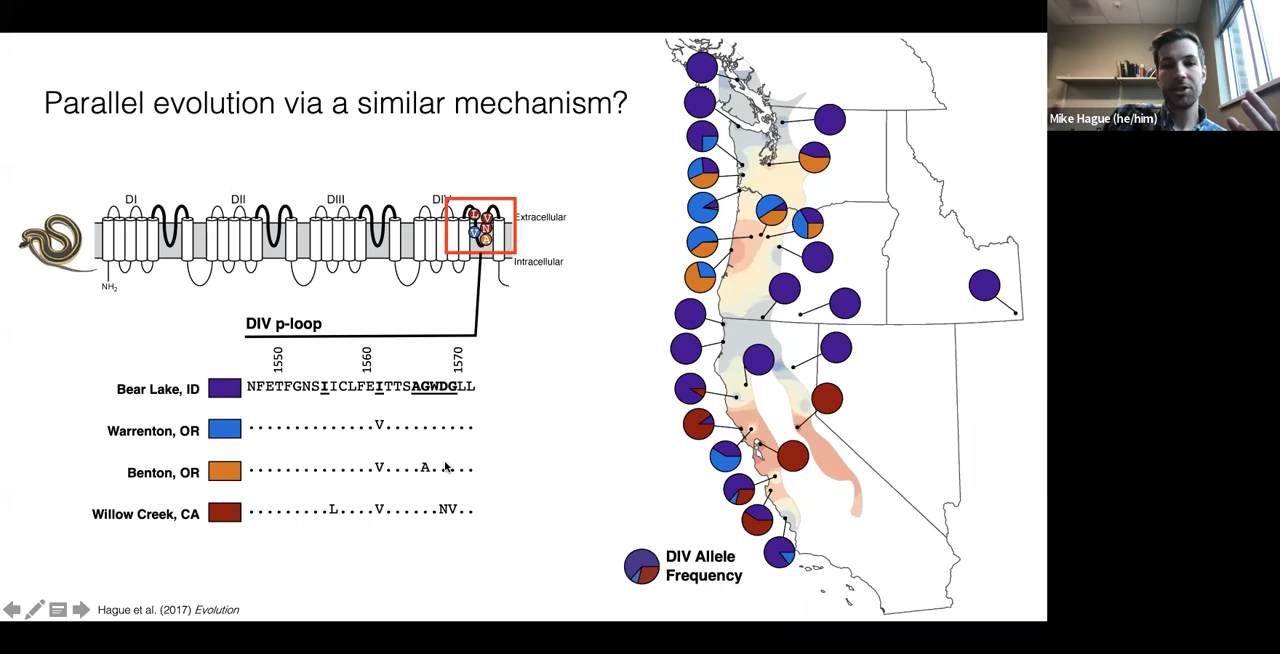 Parallel evolution via a similar mechanism?
Mike Hague (he/him)
DI
DII
DIII
DIV
Extracellular
Intracellular
NH2
V
N
V
A
DIV p-loop
1550
1560
1570
Bear Lake, ID
NFETFGNSIICLFEITTSAGWDGLL
Warrenton, OR
..............V..........
Benton, OR
..............V....A.....
Willow Creek, CA
.........L....V......NV..
DIV Allele
Frequency
Hague et al. (2017) Evolution